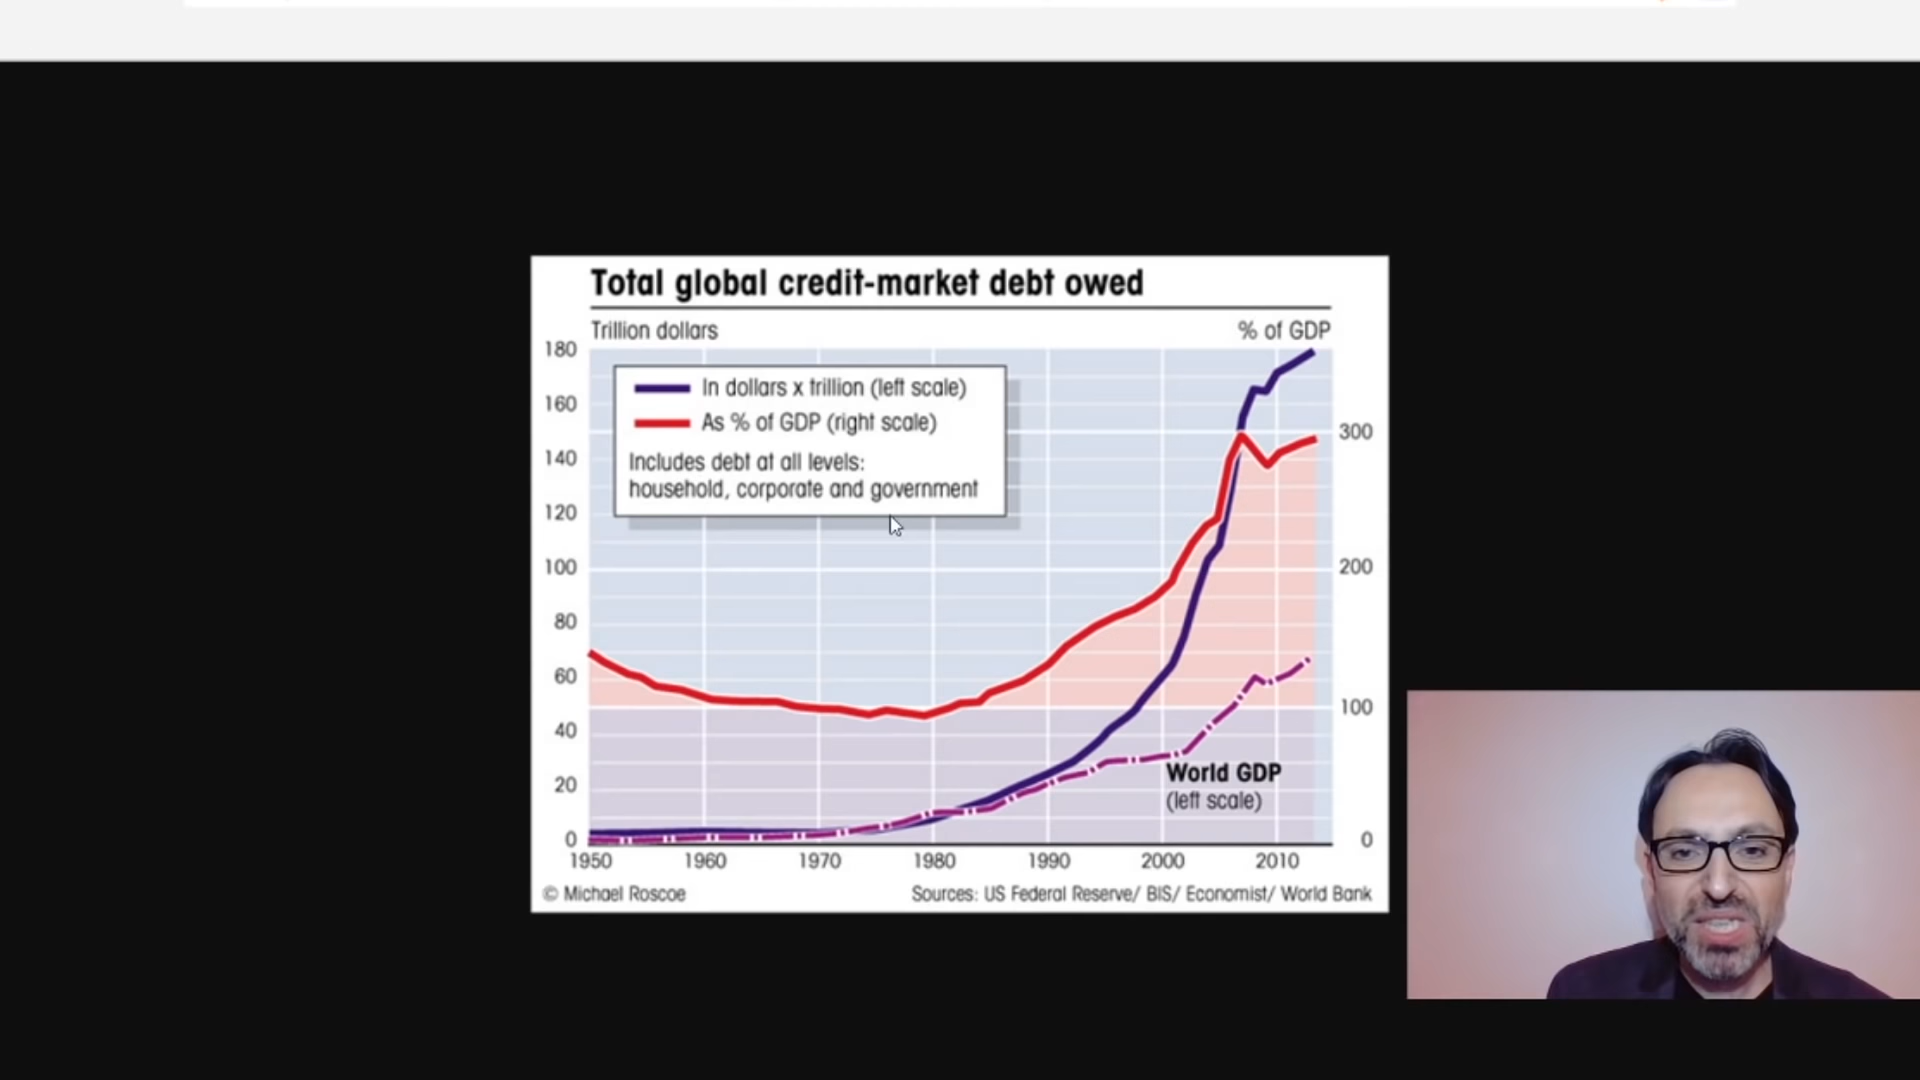 Total global credit-market debt owed
Trillion dollars
% of GDP
180
160
140
120
100
80
60
40
20
0
In dollars x trillion (left scale)
As % of GDP (right scale)
Includes debt at all levels:
household, corporate and government
300
200
100
0
World GDP
(left scale)
1950 1960 1970 1980 1990 2000 2010
© Michael Roscoe
Sources: US Federal Reserve/ BIS/ Economist/ World Bank